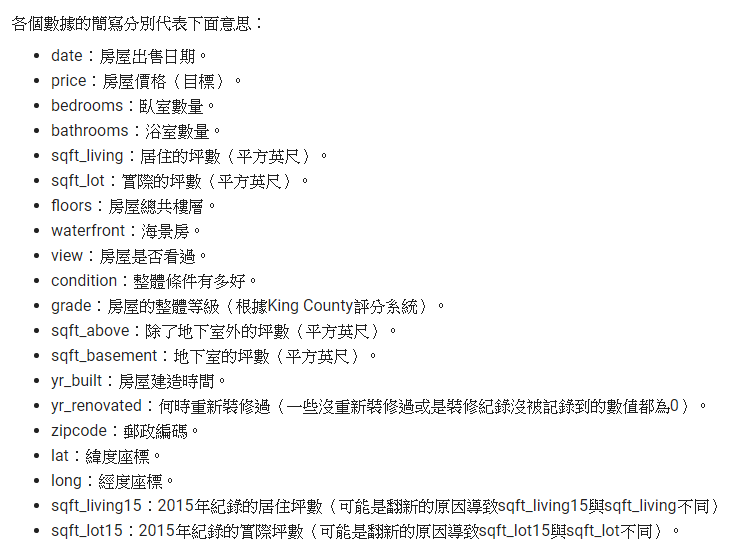 各個數據的簡寫分別代表下面意思：
• date：房屋出售日期。
• price：房屋價格（目標）。
• bedrooms：臥室數量。
• bathrooms：浴室數量。
• sqft_living：居住的坪數（平方英尺）。
• sqft_lot：實際的坪數（平方英尺）。
• floors：房屋總共樓層。
• waterfront：海景房。
• view：房屋是否看過。
• condition：整體條件有多好。
• grade：房屋的整體等級（根據King County評分系統）。
• sqft_above：除了地下室外的坪數（平方英尺）。
• sqft_basement：地下室的坪數（平方英尺）。
• yr_built：房屋建造時間。
• yr_renovated：何時重新裝修過（一些沒重新裝修過或是裝修紀錄沒被記錄到的數值都為0）。
• zipcode：郵政編碼。
• lat：緯度座標。
• long：經度座標。
• sqft_living15：2015年紀錄的居住坪數（可能是翻新的原因導致sqft_living15與sqft_living不同）
• sqft_lot15：2015年紀錄的實際坪數（可能是翻新的原因導致sqft_lot15與sqft_lot不同）。